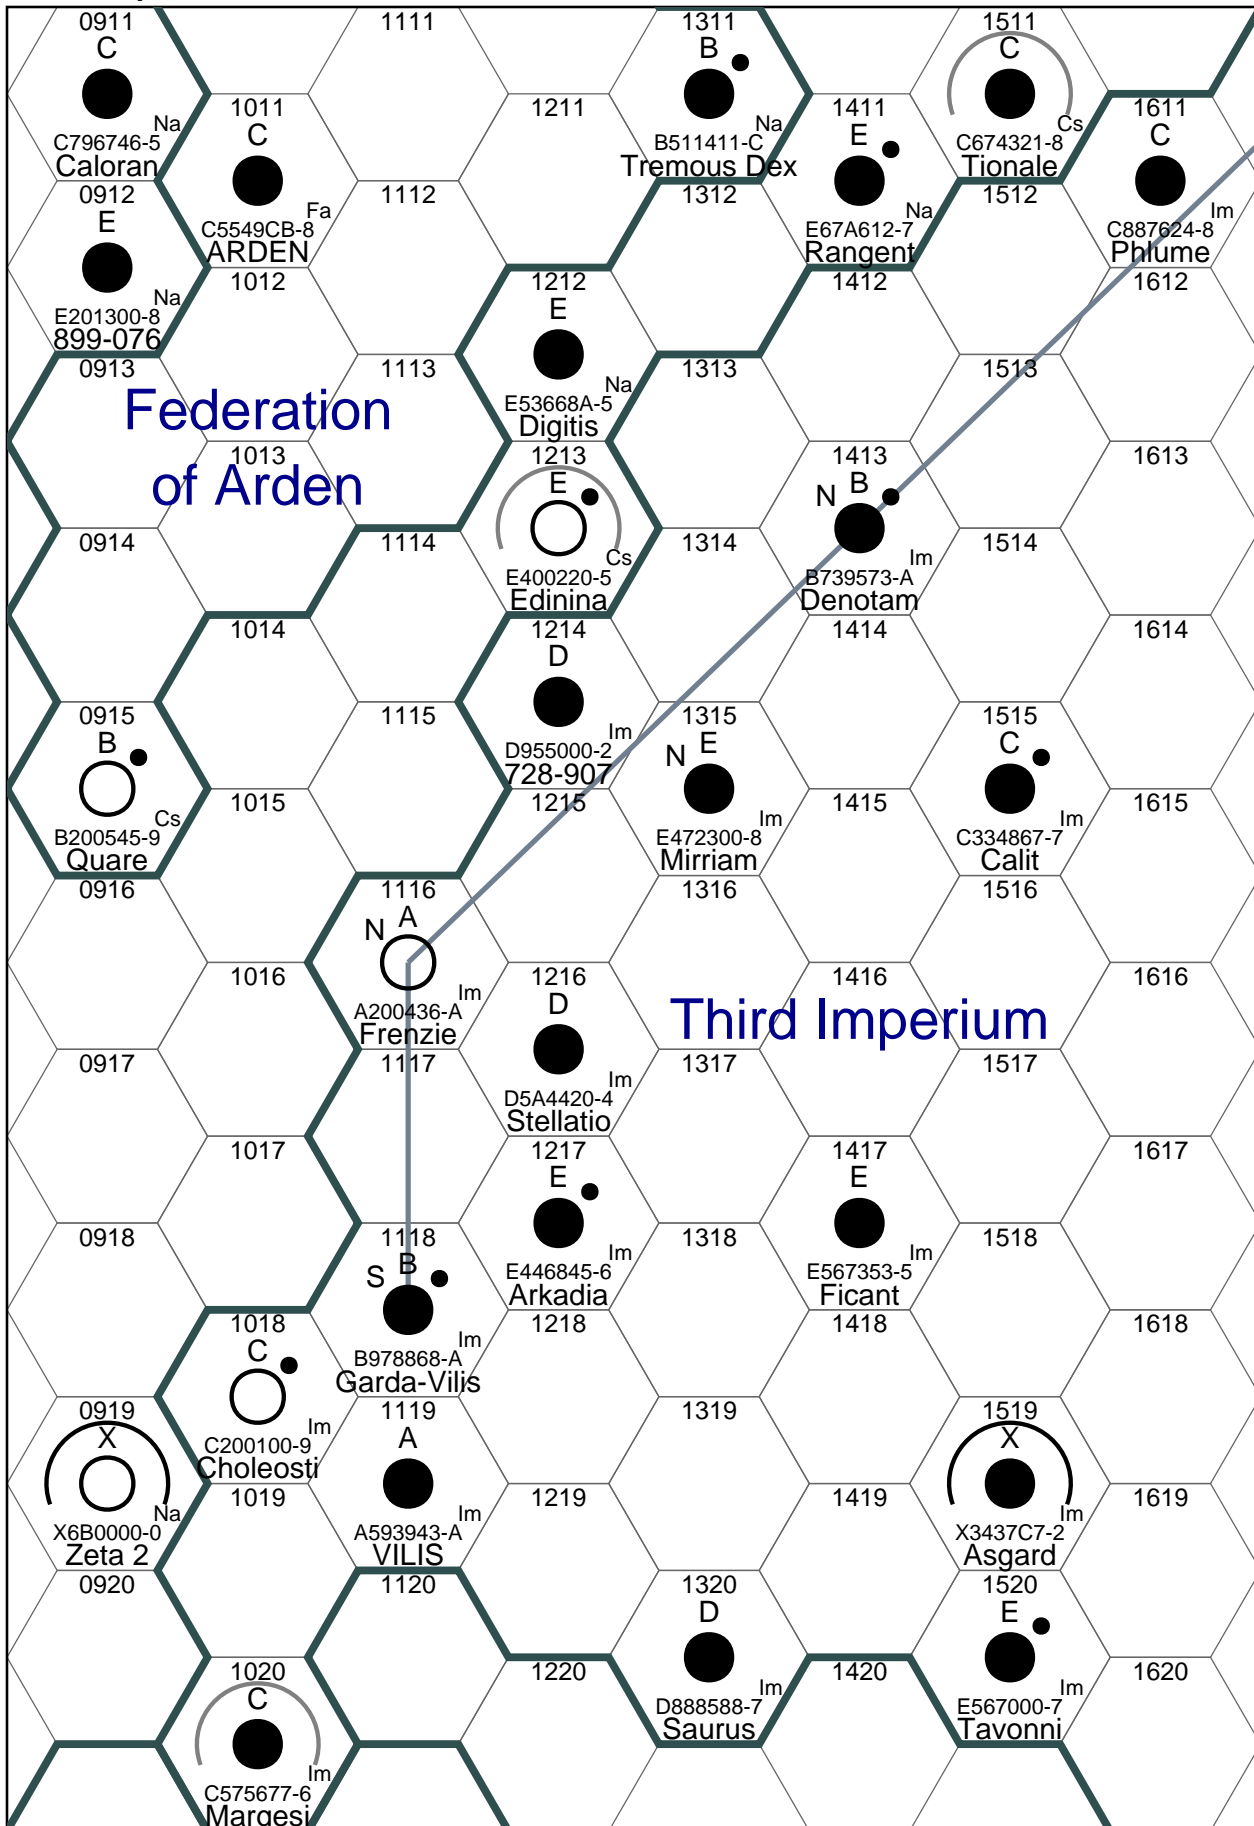 0911
C
C796746-5
Na
Caloran
1111
1311
B
B511411-C
Na
Tremous Dex
1511
C
C674321-8
Cs
Tionale
1011
C
C5549CB-8
Fa
ARDEN
1211
1411
E
E67A612-7
Na
Rangent
1611
C
C887624-8
Im
Phlume
0912
E
E201300-8
Na
899-076
1112
1312
1512
1012
1212
E
E53668A-5
Na
Digitis
1412
1612
0913
1113
1313
1513
Federation
of Arden
1013
1213
E
E400220-5
Cs
Edinina
1413
N
B
B739573-A
Im
Denotam
1613
0914
1114
1314
1514
1014
1214
D
D955000-2
Im
728-907
1414
1614
0915
B
B200545-9
Cs
Quare
1115
1315
N
E
E472300-8
Im
Mirriam
1515
C
C334867-7
Im
Calit
1015
1215
1415
1615
0916
1116
N
A
A200436-A
Im
Frenzie
1316
1516
1016
1216
D
D5A4420-4
Im
Stellatio
1416
1616
Third Imperium
0917
1117
1317
1517
1017
1217
E
E446845-6
Im
Arkadia
1417
E
E567353-5
Im
Ficant
1617
0918
1118
S
B
B978868-A
Im
Garda-Vilis
1318
1518
1018
C
C200100-9
Im
Choleosti
1218
1418
1618
0919
X
X6B0000-0
Na
Zeta 2
1119
A
A593943-A
Im
VILIS
1319
1519
X
X3437C7-2
Im
Asgard
1019
1219
1419
1619
0920
1120
1320
D
D888588-7
Im
Saurus
1520
E
E567000-7
Im
Tavonni
1020
C
C575677-6
Im
Margesi
1220
1420
1620